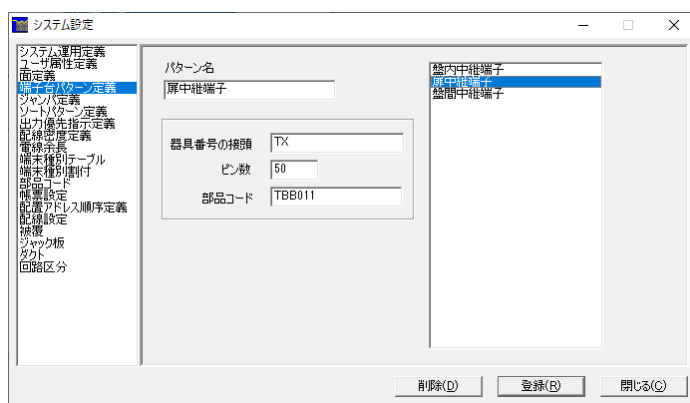 システム設定
システム運用定義
ユーザ属性定義
面定義
端子台パターン定義
ジャンパ定義
ソートパターン定義
出力優先指示定義
配線密度定義
電線余長
端末種別テーブル
端末種別割付
部品コード
帳票設定
配置アドレス順序定義
配線設定
被覆
ジャック板
ダクト
回路区分
パターン名
扉中継端子
器具番号の接頭 TX
ピン数 50
部品コード TBB011
盤内中継端子
扉中継端子
盤間中継端子
削除(D)
登録(R)
閉じる(C)